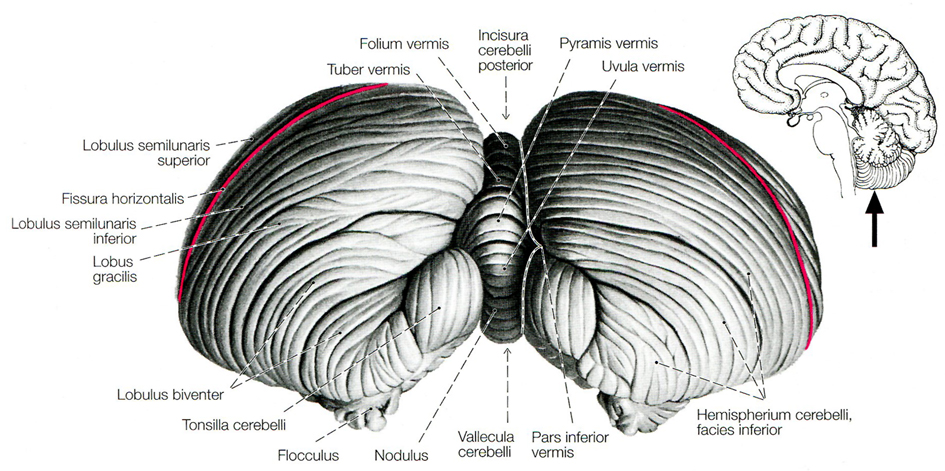 Folium vermis
Incisura
cerebelli
posterior
Pyramis vermis
Tuber vermis
Uvula vermis
Lobulus semilunaris
superior
Fissura horizontalis
Lobulus semilunaris
inferior
Lobus
gracilis
Lobulus biventer
Tonsilla cerebelli
Flocculus
Nodulus
Vallecula
cerebelli
Pars inferior
vermis
Hemispherium cerebelli,
facies inferior